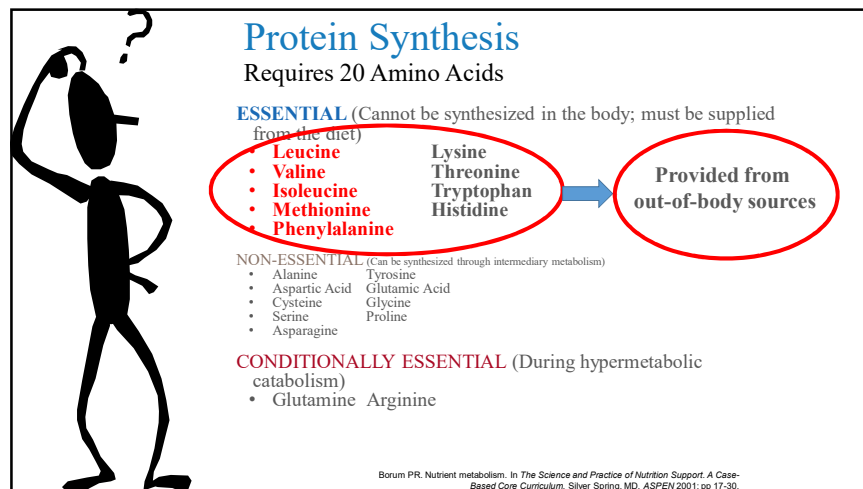 ?
Protein Synthesis
Requires 20 Amino Acids
ESSENTIAL (Cannot be synthesized in the body; must be supplied
from the diet)
• Leucine Lysine
• Valine Threonine
• Isoleucine Tryptophan
• Methionine Histidine
• Phenylalanine
Provided from
out-of-body sources
NON-ESSENTIAL (Can be synthesized through intermediary metabolism)
• Alanine Tyrosine
• Aspartic Acid Glutamic Acid
• Cysteine Glycine
• Serine Proline
• Asparagine
CONDITIONALLY ESSENTIAL (During hypermetabolic
catabolism)
• Glutamine Arginine
Borum PR. Nutrient metabolism. In The Science and Practice of Nutrition Support. A Case-
Based Core Curriculum. Silver Spring, MD, ASPEN 2001; pp 17-30.